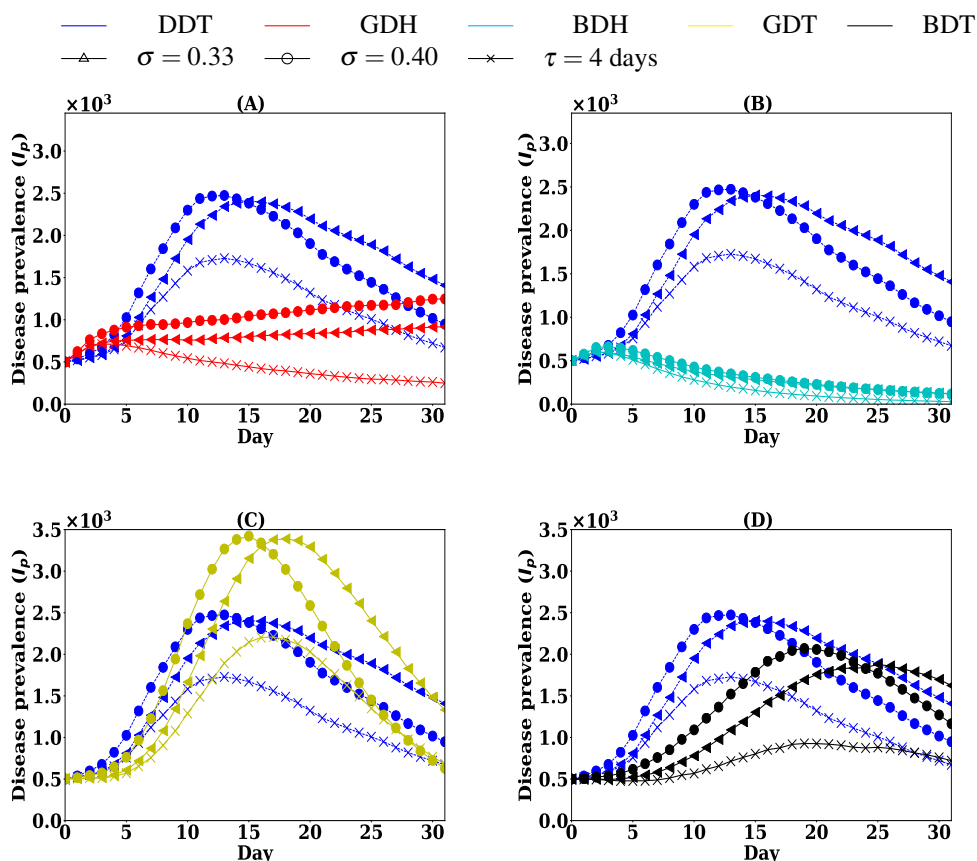 DDT GDH BDH GDT BDT
σ = 0.33 σ = 0.40 τ = 4 days
×10³ (A)
Disease prevalence (I_p)
3.0
2.5
2.0
1.5
1.0
0.5
0.0
0 5 10 15 20 25 30
Day
×10³ (B)
Disease prevalence (I_p)
3.0
2.5
2.0
1.5
1.0
0.5
0.0
0 5 10 15 20 25 30
Day
×10³ (C)
Disease prevalence (I_p)
3.5
3.0
2.5
2.0
1.5
1.0
0.5
0.0
0 5 10 15 20 25 30
Day
×10³ (D)
Disease prevalence (I_p)
3.5
3.0
2.5
2.0
1.5
1.0
0.5
0.0
0 5 10 15 20 25 30
Day